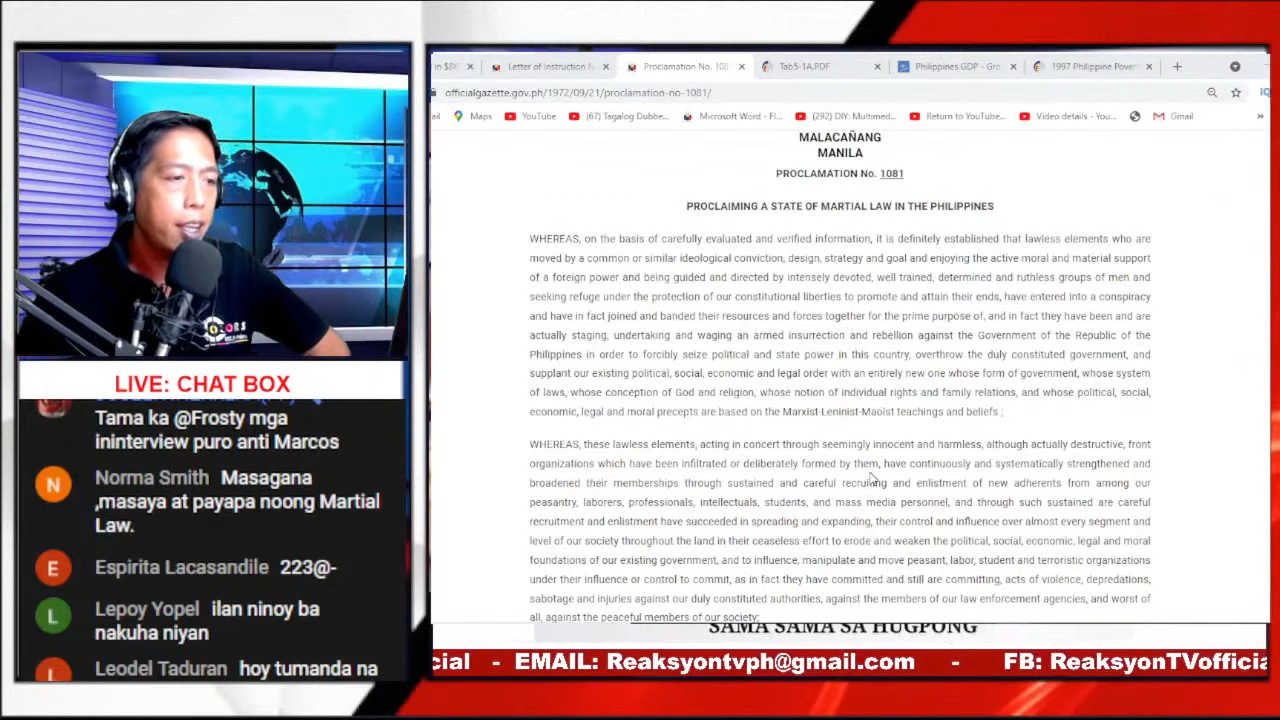 in $8
Letter of Instruction N
Proclamation No. 108
Tab5-1A.PDF
Philippines GDP - Gro
1997 Philippine Pover
officialgazette.gov.ph/1972/09/21/proclamation-no-1081/
ail
Maps
YouTube
(67) Tagalog Dubbe...
Microsoft Word - Fl...
(292) DIY: Multimed...
Return to YouTube...
Video details - You...
Gmail
MALACAÑANG
MANILA
PROCLAMATION No. 1081
PROCLAIMING A STATE OF MARTIAL LAW IN THE PHILIPPINES
WHEREAS, on the basis of carefully evaluated and verified information, it is definitely established that lawless elements who are
moved by a common or similar ideological conviction, design, strategy and goal and enjoying the active moral and material support
of a foreign power and being guided and directed by intensely devoted, well trained, determined and ruthless groups of men and
seeking refuge under the protection of our constitutional liberties to promote and attain their ends, have entered into a conspiracy
and have in fact joined and banded their resources and forces together for the prime purpose of, and in fact they have been and are
actually staging, undertaking and waging an armed insurrection and rebellion against the Government of the Republic of the
Philippines in order to forcibly seize political and state power in this country, overthrow the duly constituted government, and
supplant our existing political, social, economic and legal order with an entirely new one whose form of government, whose system
of laws, whose conception of God and religion, whose notion of individual rights and family relations, and whose political, social,
economic, legal and moral precepts are based on the Marxist-Leninist-Maoist teachings and beliefs ;
WHEREAS, these lawless elements, acting in concert through seemingly innocent and harmless, although actually destructive, front
organizations which have been infiltrated or deliberately formed by them, have continuously and systematically strengthened and
broadened their memberships through sustained and careful recruiting and enlistment of new adherents from among our
peasantry, laborers, professionals, intellectuals, students, and mass media personnel, and through such sustained are careful
recruitment and enlistment have succeeded in spreading and expanding, their control and influence over almost every segment and
level of our society throughout the land in their ceaseless effort to erode and weaken the political, social, economic, legal and moral
foundations of our existing government, and to influence, manipulate and move peasant, labor, student and terroristic organizations
under their influence or control to commit, as in fact they have committed and still are committing, acts of violence, depredations,
sabotage and injuries against our duly constituted authorities, against the members of our law enforcement agencies, and worst of
all, against the peaceful members of our society;
SAMA SAMA SA HUGPONG
LIVE: CHAT BOX
Tama ka @Frosty mga
ininterview puro anti Marcos
Norma Smith Masagana
,masaya at payapa noong Martial
Law.
Espirita Lacasandile 223@-
Lepoy Yopel ilan ninoy ba
nakuha niyan
Leodel Taduran hoy tumanda na
cial - EMAIL: Reaksyontvph@gmail.com - FB: ReaksyonTVofficia